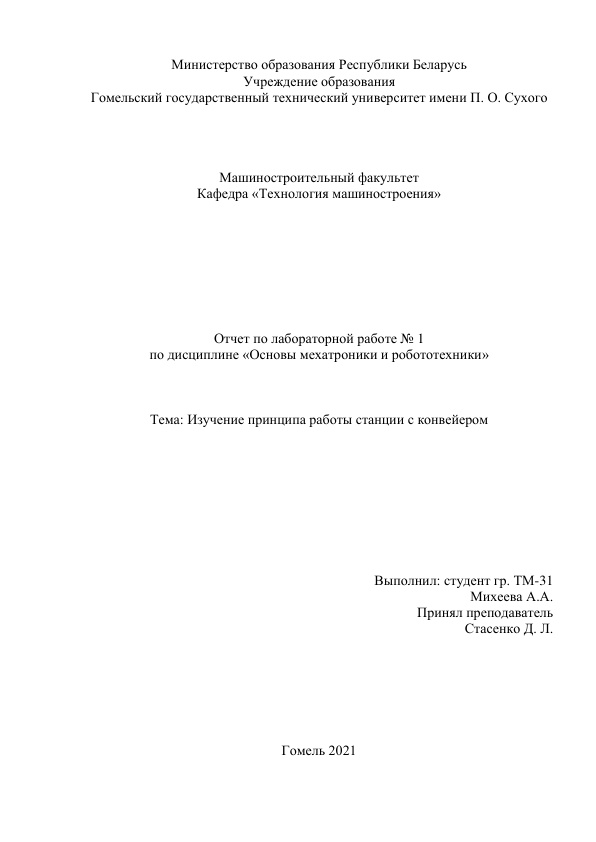 Министерство образования Республики Беларусь
Учреждение образования
Гомельский государственный технический университет имени П. О. Сухого
Машиностроительный факультет
Кафедра «Технология машиностроения»
Отчет по лабораторной работе № 1
по дисциплине «Основы мехатроники и робототехники»
Тема: Изучение принципа работы станции с конвейером
Выполнил: студент гр. ТМ-31
Михеева А.А.
Принял преподаватель
Стасенко Д. Л.
Гомель 2021